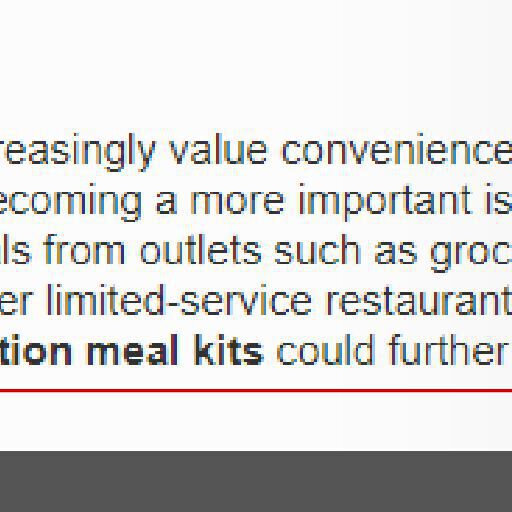 reasingly value convenience
ecoming a more important is
ls from outlets such as groc
er limited-service restaurant
tion meal kits could further